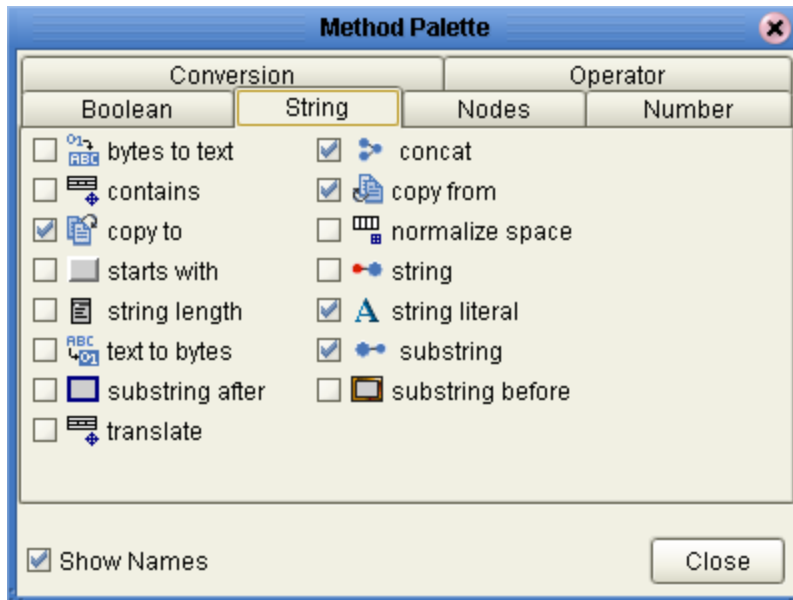 Method Palette
Conversion Operator
Boolean String Nodes Number
bytes to text concat
contains copy from
copy to normalize space
starts with string
string length string literal
text to bytes substring
substring after substring before
translate
Show Names Close